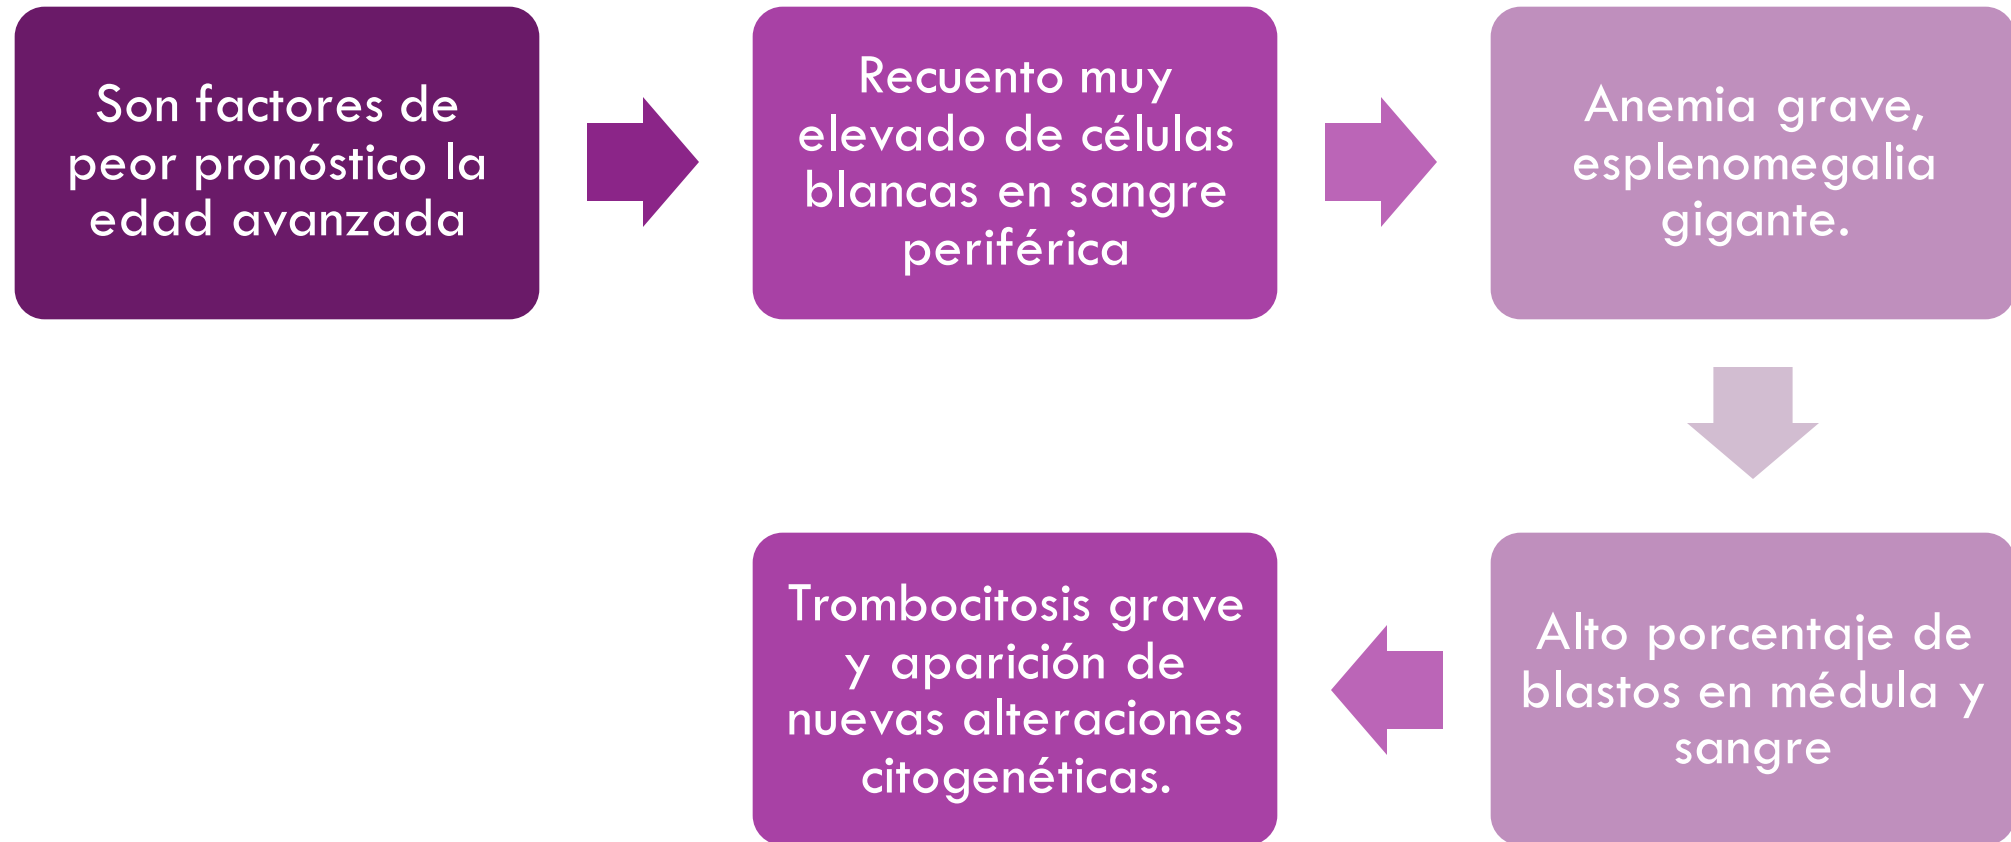 Son factores de
peor pronóstico la
edad avanzada
Recuento muy
elevado de células
blancas en sangre
periférica
Anemia grave,
esplenomegalia
gigante.
Alto porcentaje de
blastos en médula y
sangre
Trombocitosis grave
y aparición de
nuevas alteraciones
citogenéticas.